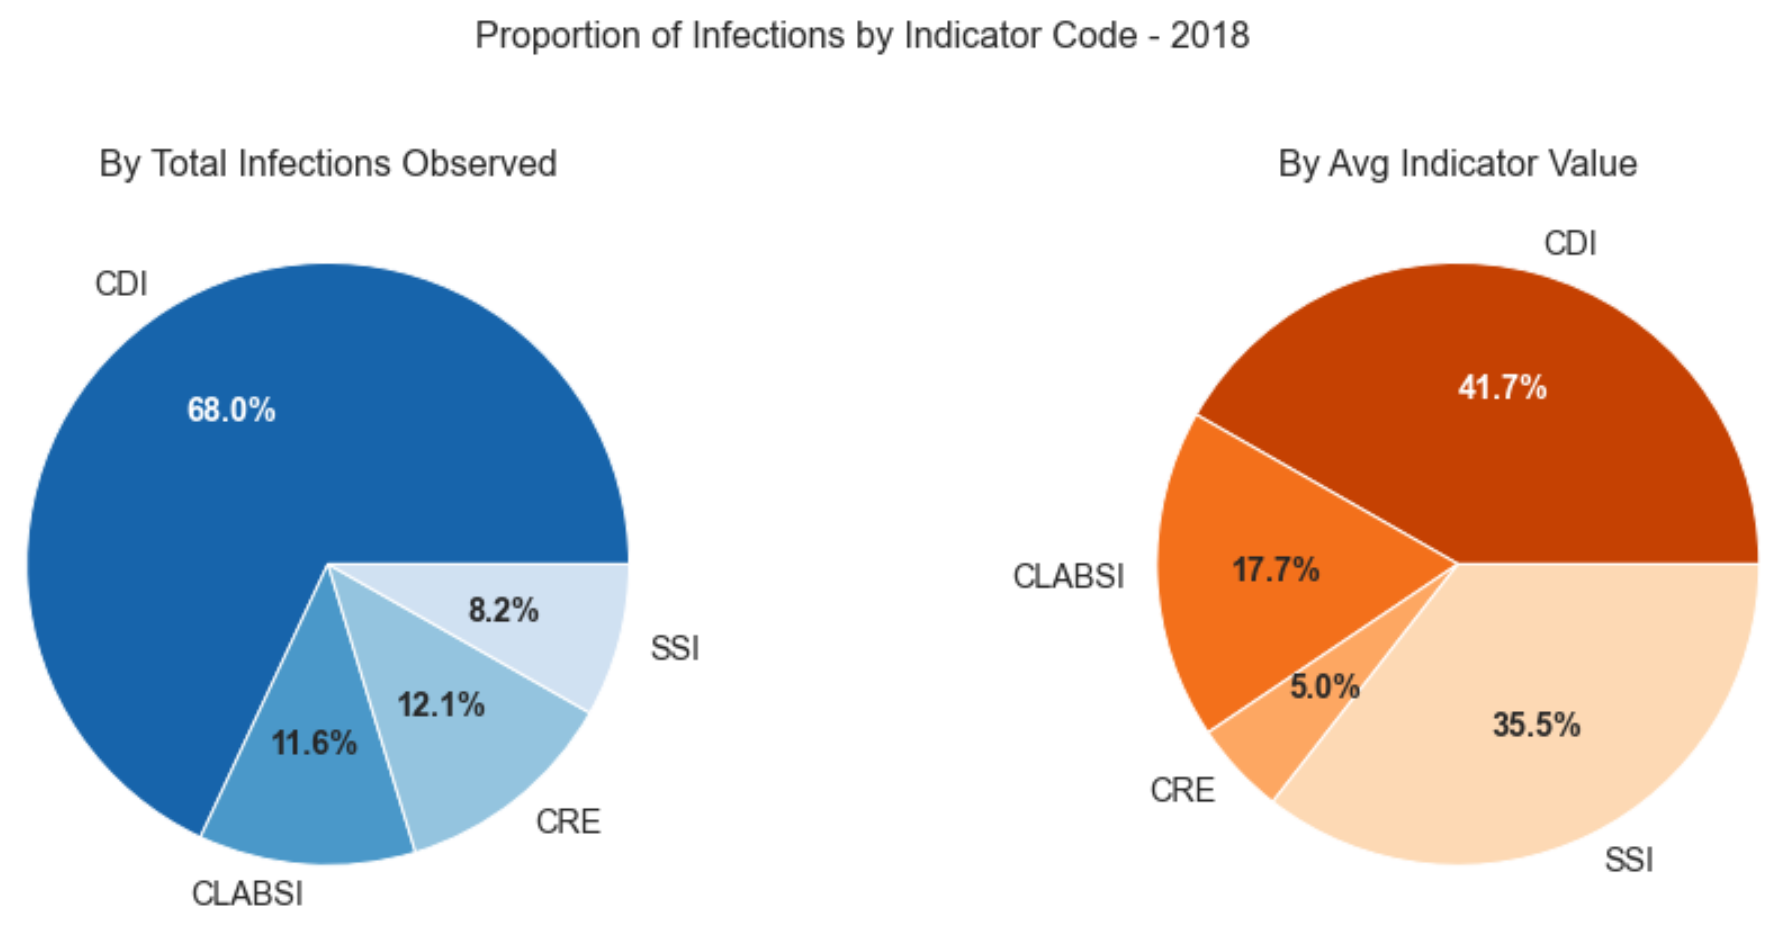 Proportion of Infections by Indicator Code - 2018
By Total Infections Observed
CDI
68.0%
8.2%
SSI
12.1%
11.6%
CRE
CLABSI
By Avg Indicator Value
CDI
41.7%
CLABSI
17.7%
5.0%
35.5%
CRE
SSI